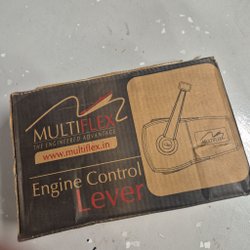 MULTIFLEX
THE ENGINEERED ADVANTAGE
www.multiflex.in
Engine Control
Lever